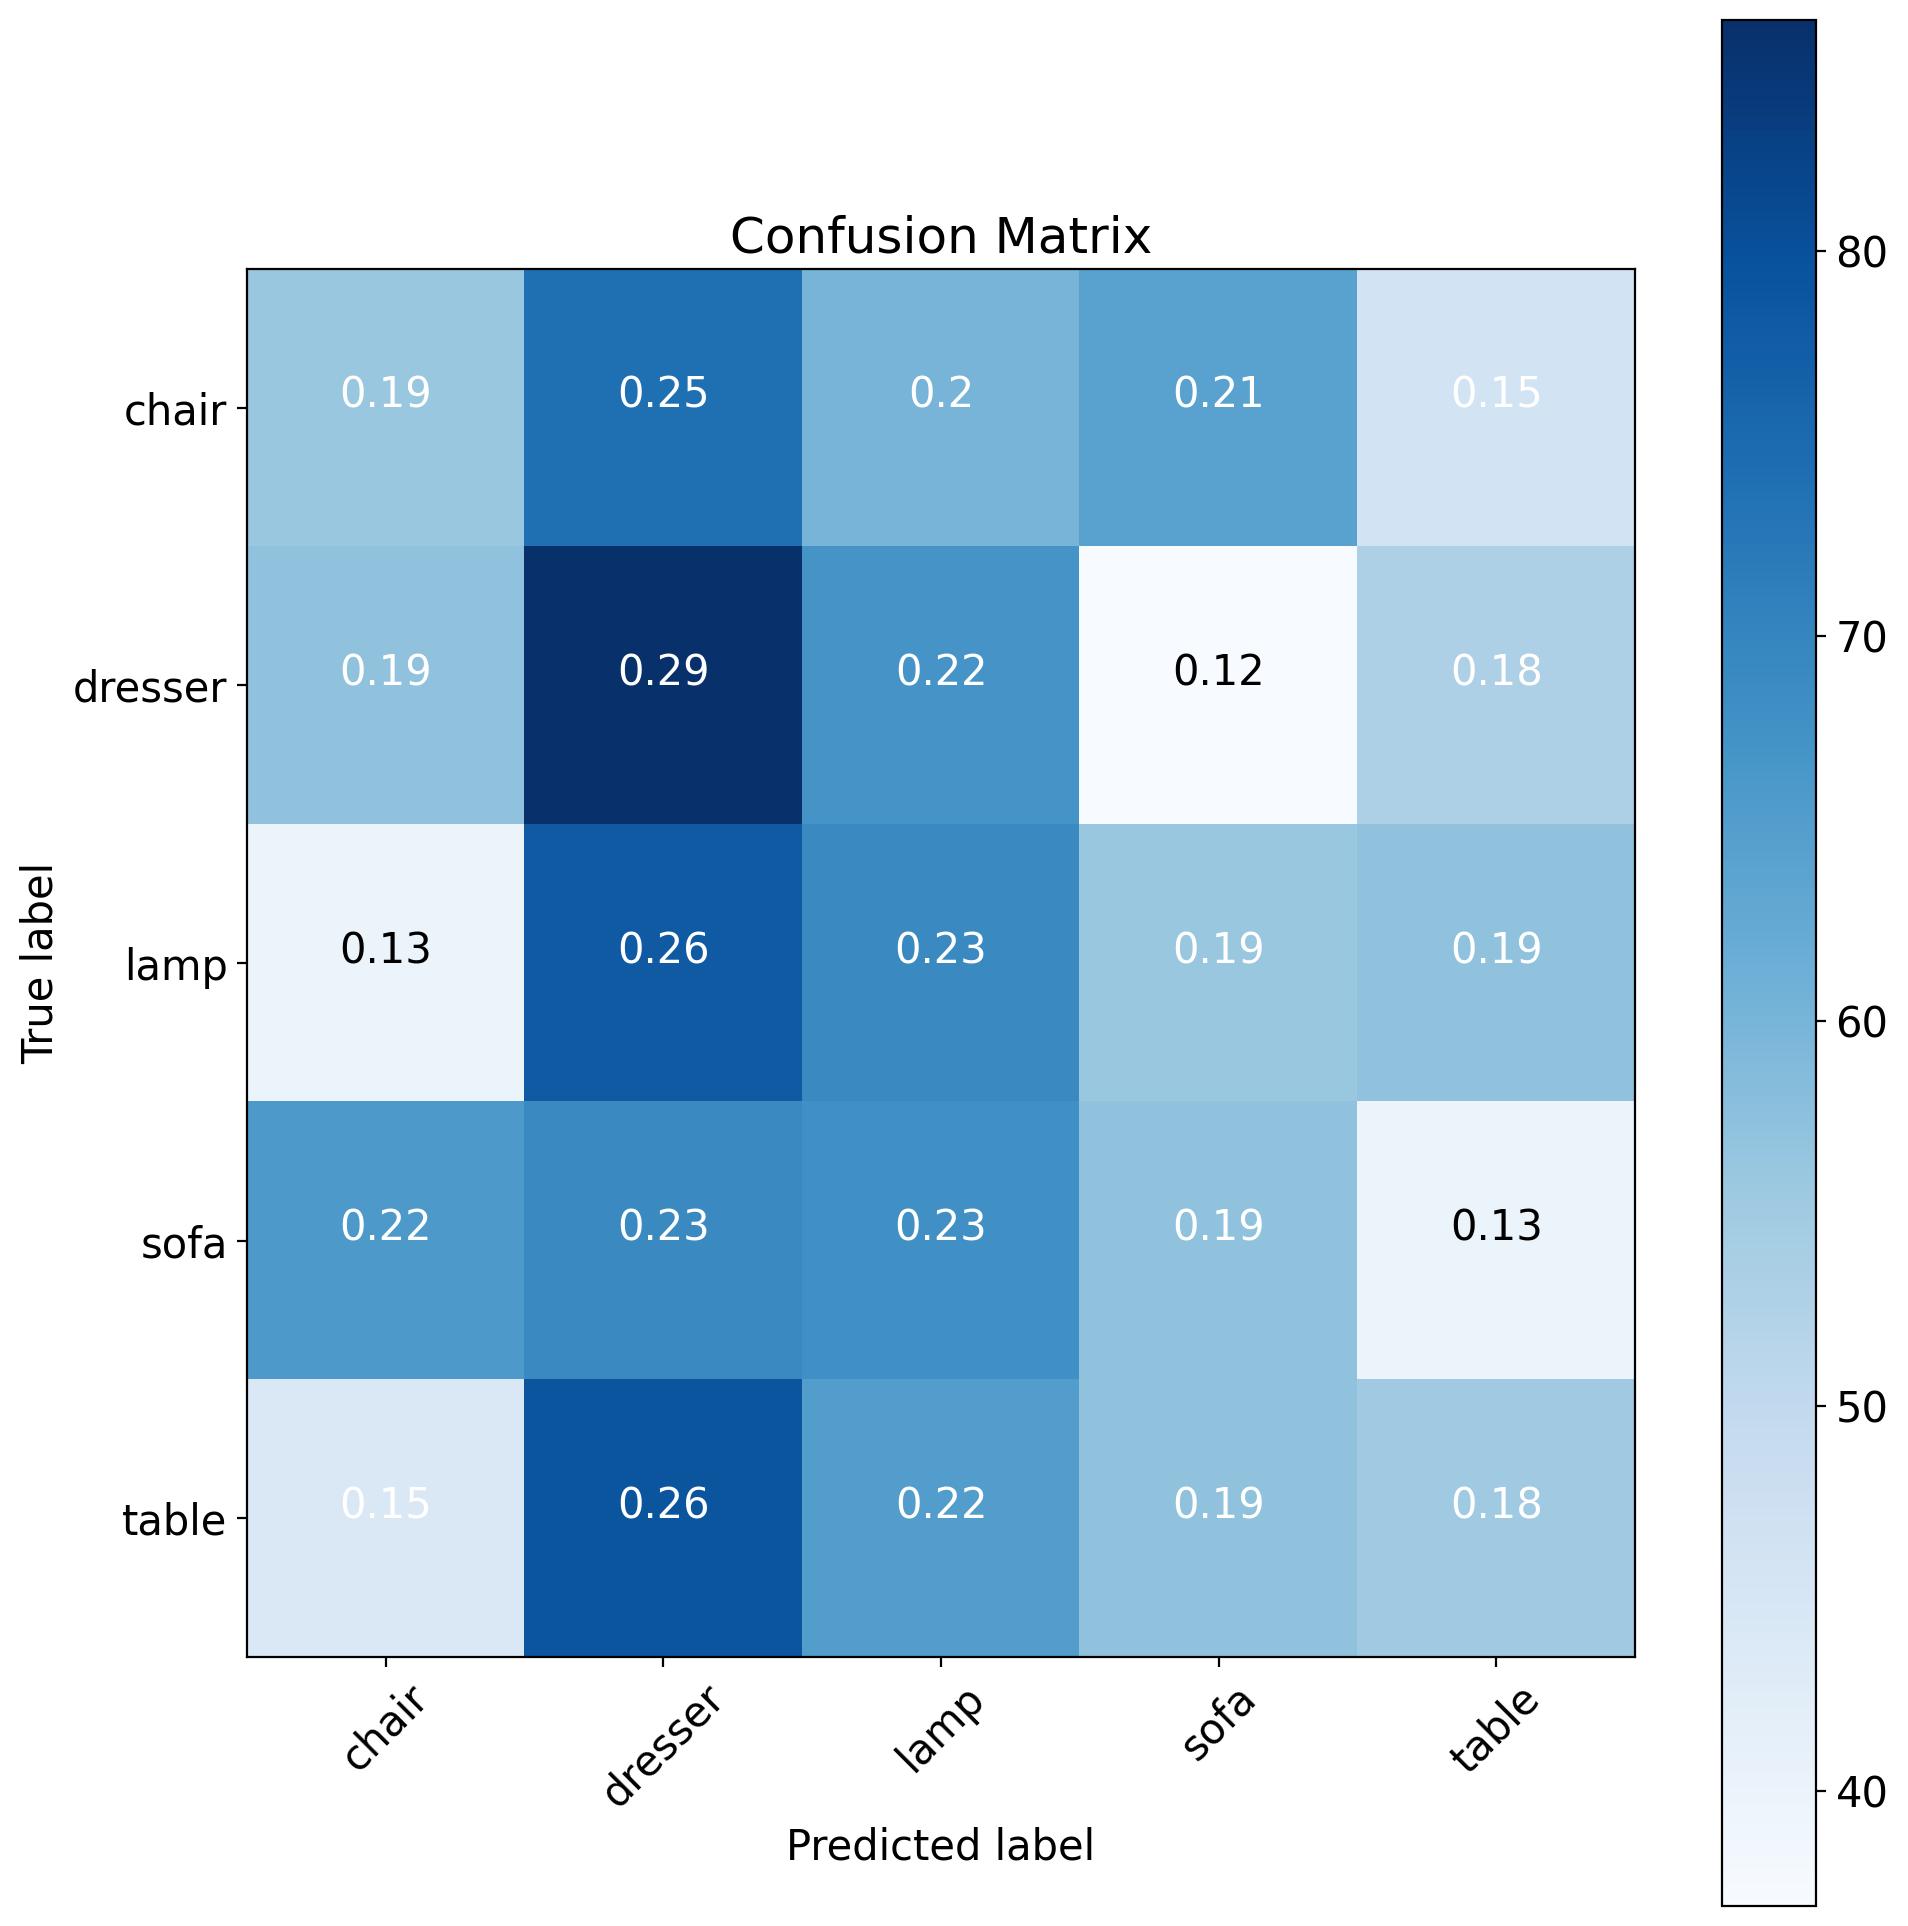 Confusion Matrix
True label
chair 0.19 0.25 0.2 0.21 0.15
dresser 0.19 0.29 0.22 0.12 0.18
lamp 0.13 0.26 0.23 0.19 0.19
sofa 0.22 0.23 0.23 0.19 0.13
table 0.15 0.26 0.22 0.19 0.18
chair dresser lamp sofa table
Predicted label
80
70
60
50
40